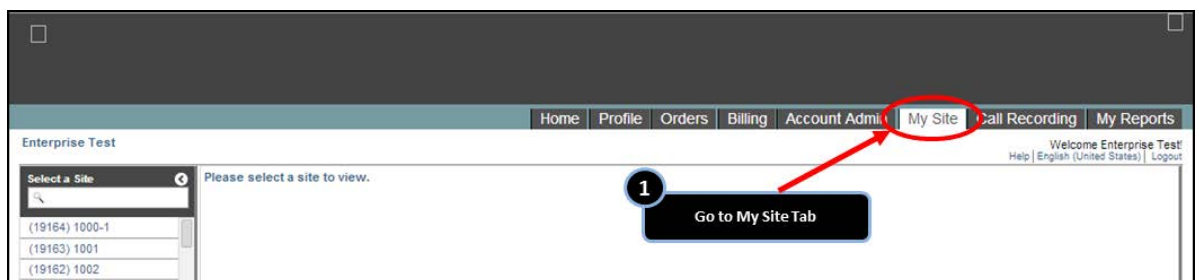 Home Profile Orders Billing Account Admin My Site Call Recording My Reports
Enterprise Test
Welcome Enterprise Test!
Help | English (United States) | Logout
Select a Site
Please select a site to view.
1
Go to My Site Tab
(19164) 1000-1
(19163) 1001
(19162) 1002